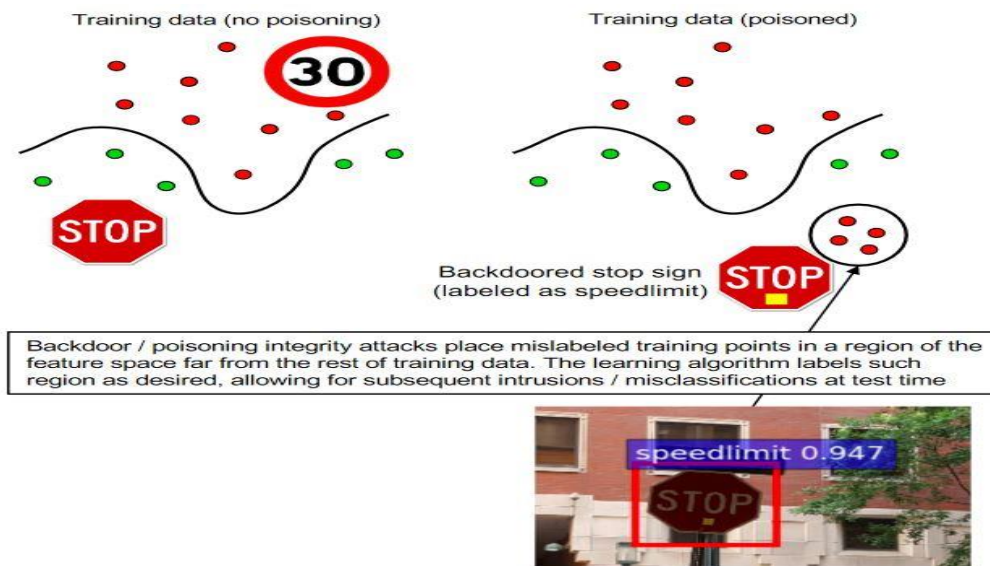 Training data (no poisoning)
Training data (poisoned)
30
STOP
STOP
Backdoored stop sign
(labeled as speedlimit)
Backdoor / poisoning integrity attacks place mislabeled training points in a region of the
feature space far from the rest of training data. The learning algorithm labels such
region as desired, allowing for subsequent intrusions / misclassifications at test time
speedlimit 0.947
STOP